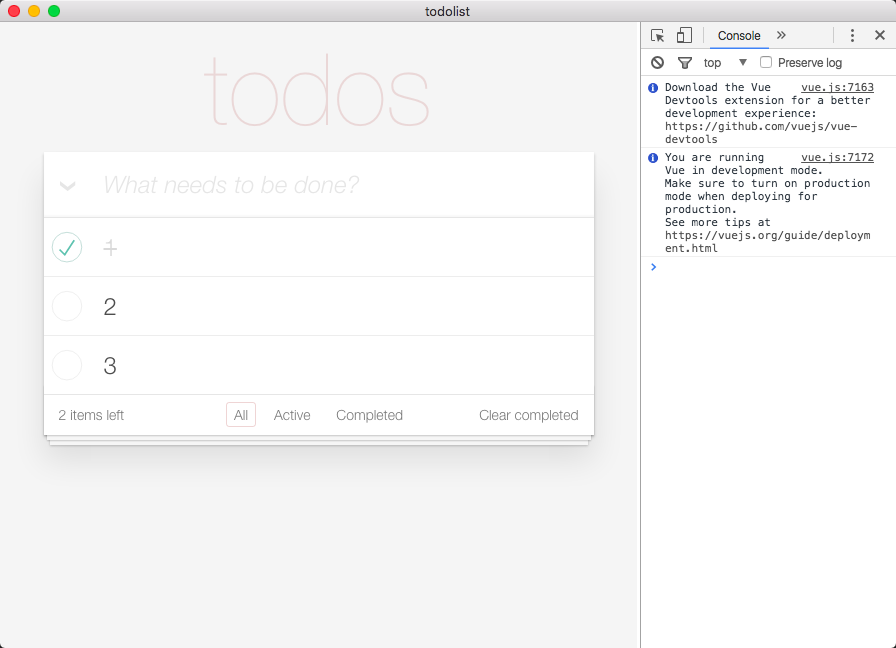 todolist
todos
What needs to be done?
1
2
3
2 items left
All
Active
Completed
Clear completed
Console
top
Preserve log
Download the Vue vue.js:7163
Devtools extension for a better
development experience:
https://github.com/vuejs/vue-
devtools
You are running vue.js:7172
Vue in development mode.
Make sure to turn on production
mode when deploying for
production.
See more tips at
https://vuejs.org/guide/deploym
ent.html